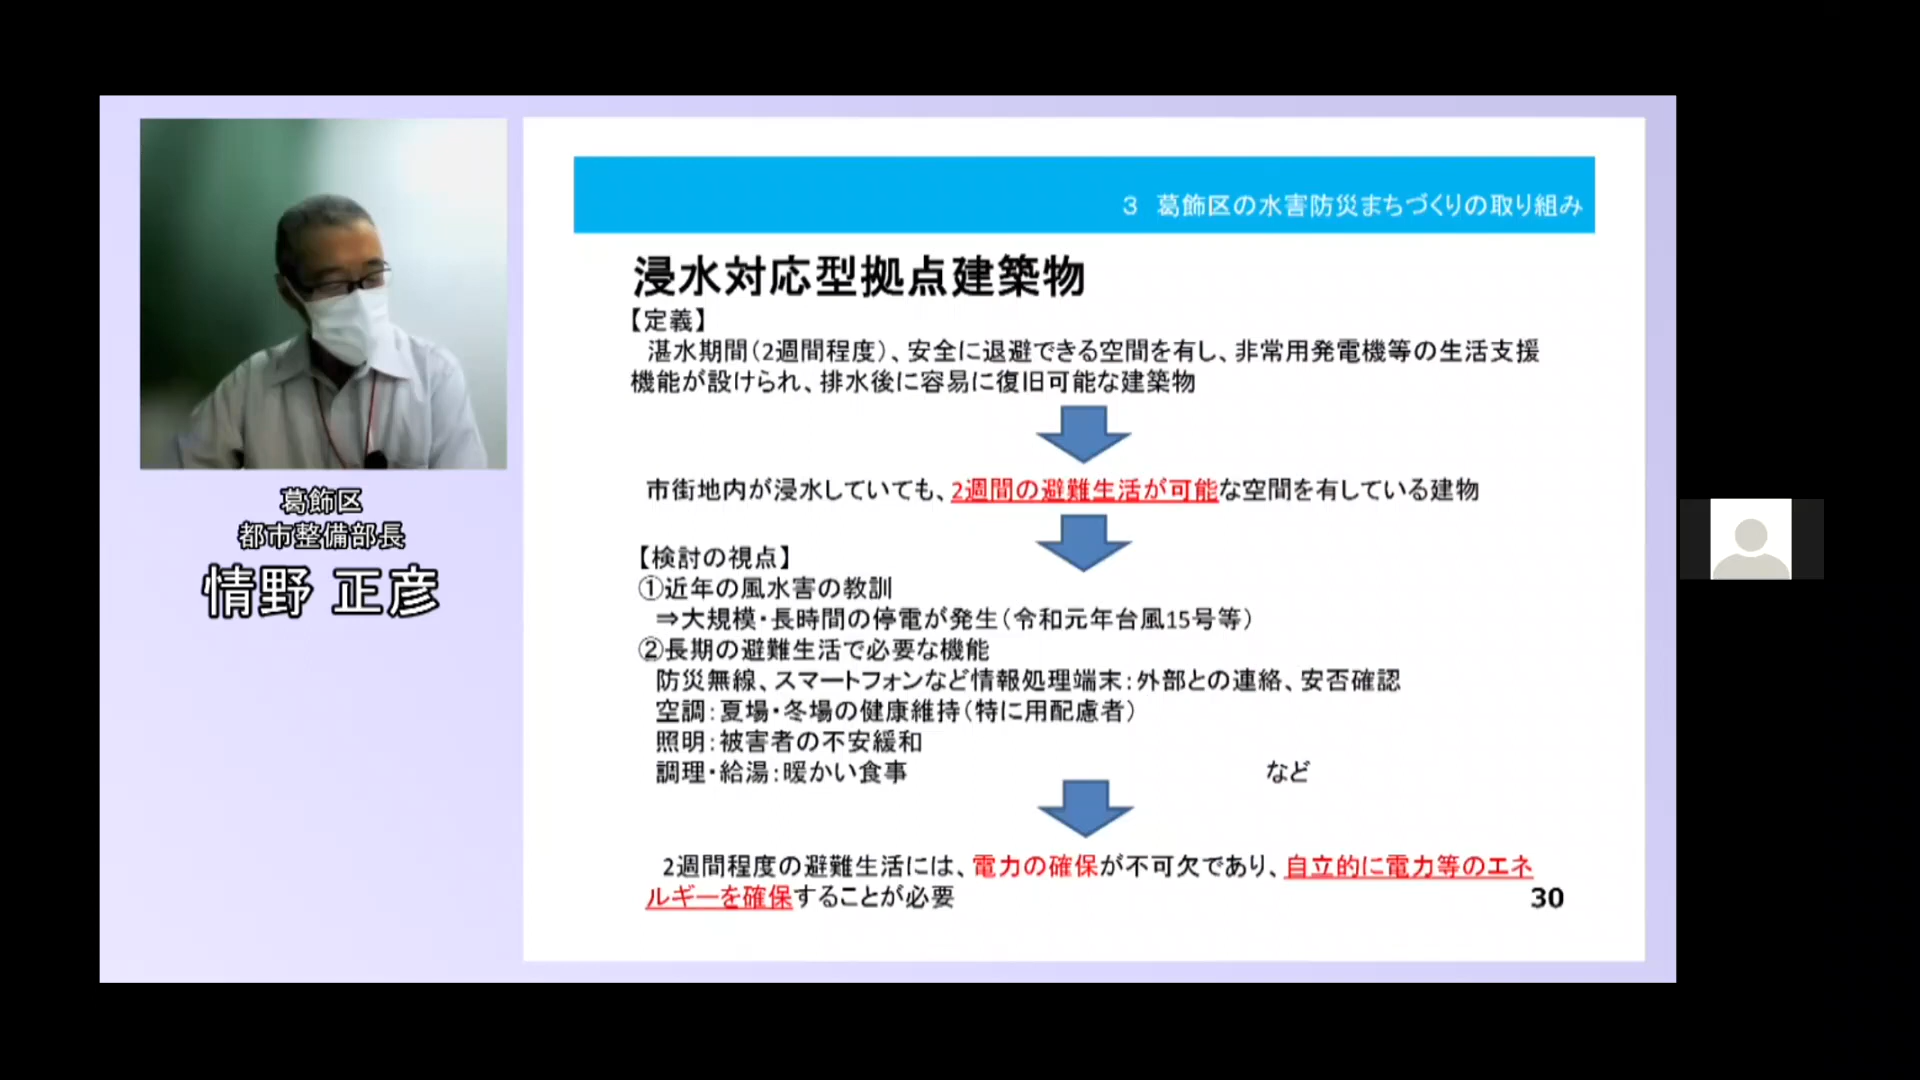 葛飾区
都市整備部長
情野 正彦
３　葛飾区の水害防災まちづくりの取り組み
浸水対応型拠点建築物
【定義】
湛水期間（2週間程度）、安全に退避できる空間を有し、非常用発電機等の生活支援
機能が設けられ、排水後に容易に復旧可能な建築物
市街地内が浸水していても、2週間の避難生活が可能な空間を有している建物
【検討の視点】
①近年の風水害の教訓
⇒大規模・長時間の停電が発生（令和元年台風15号等）
②長期の避難生活で必要な機能
防災無線、スマートフォンなど情報処理端末：外部との連絡、安否確認
空調：夏場・冬場の健康維持（特に用配慮者）
照明：被害者の不安緩和
調理・給湯：暖かい食事　など
2週間程度の避難生活には、電力の確保が不可欠であり、自立的に電力等のエネ
ルギーを確保することが必要
30